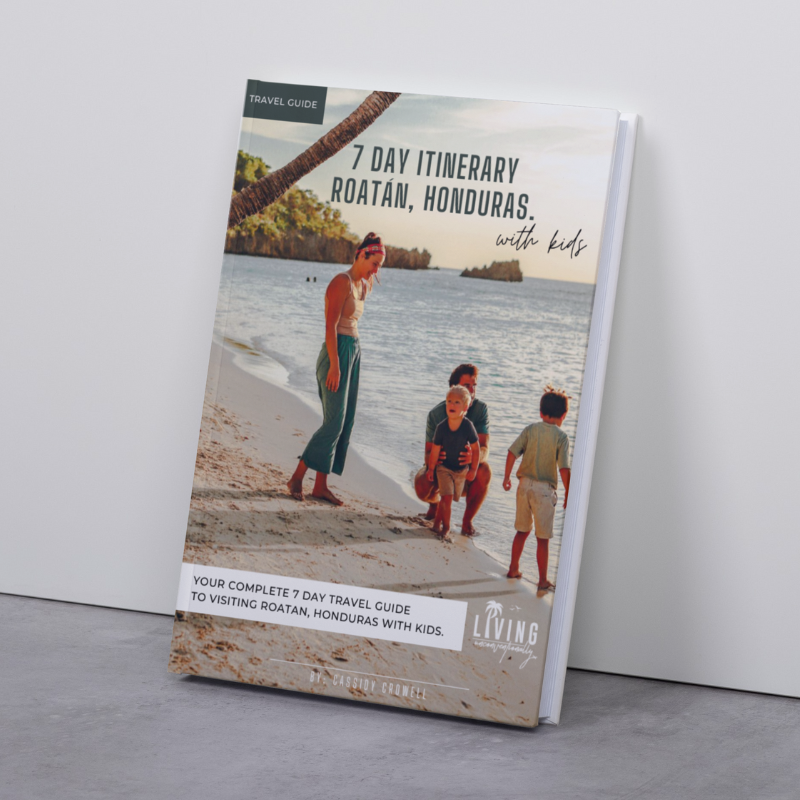 TRAVEL GUIDE
7 DAY ITINERARY
ROATÁN, HONDURAS.
with kids
YOUR COMPLETE 7 DAY TRAVEL GUIDE
TO VISITING ROATAN, HONDURAS WITH KIDS.
LIVING
unconventionally
BY: CASSIDY CROWELL